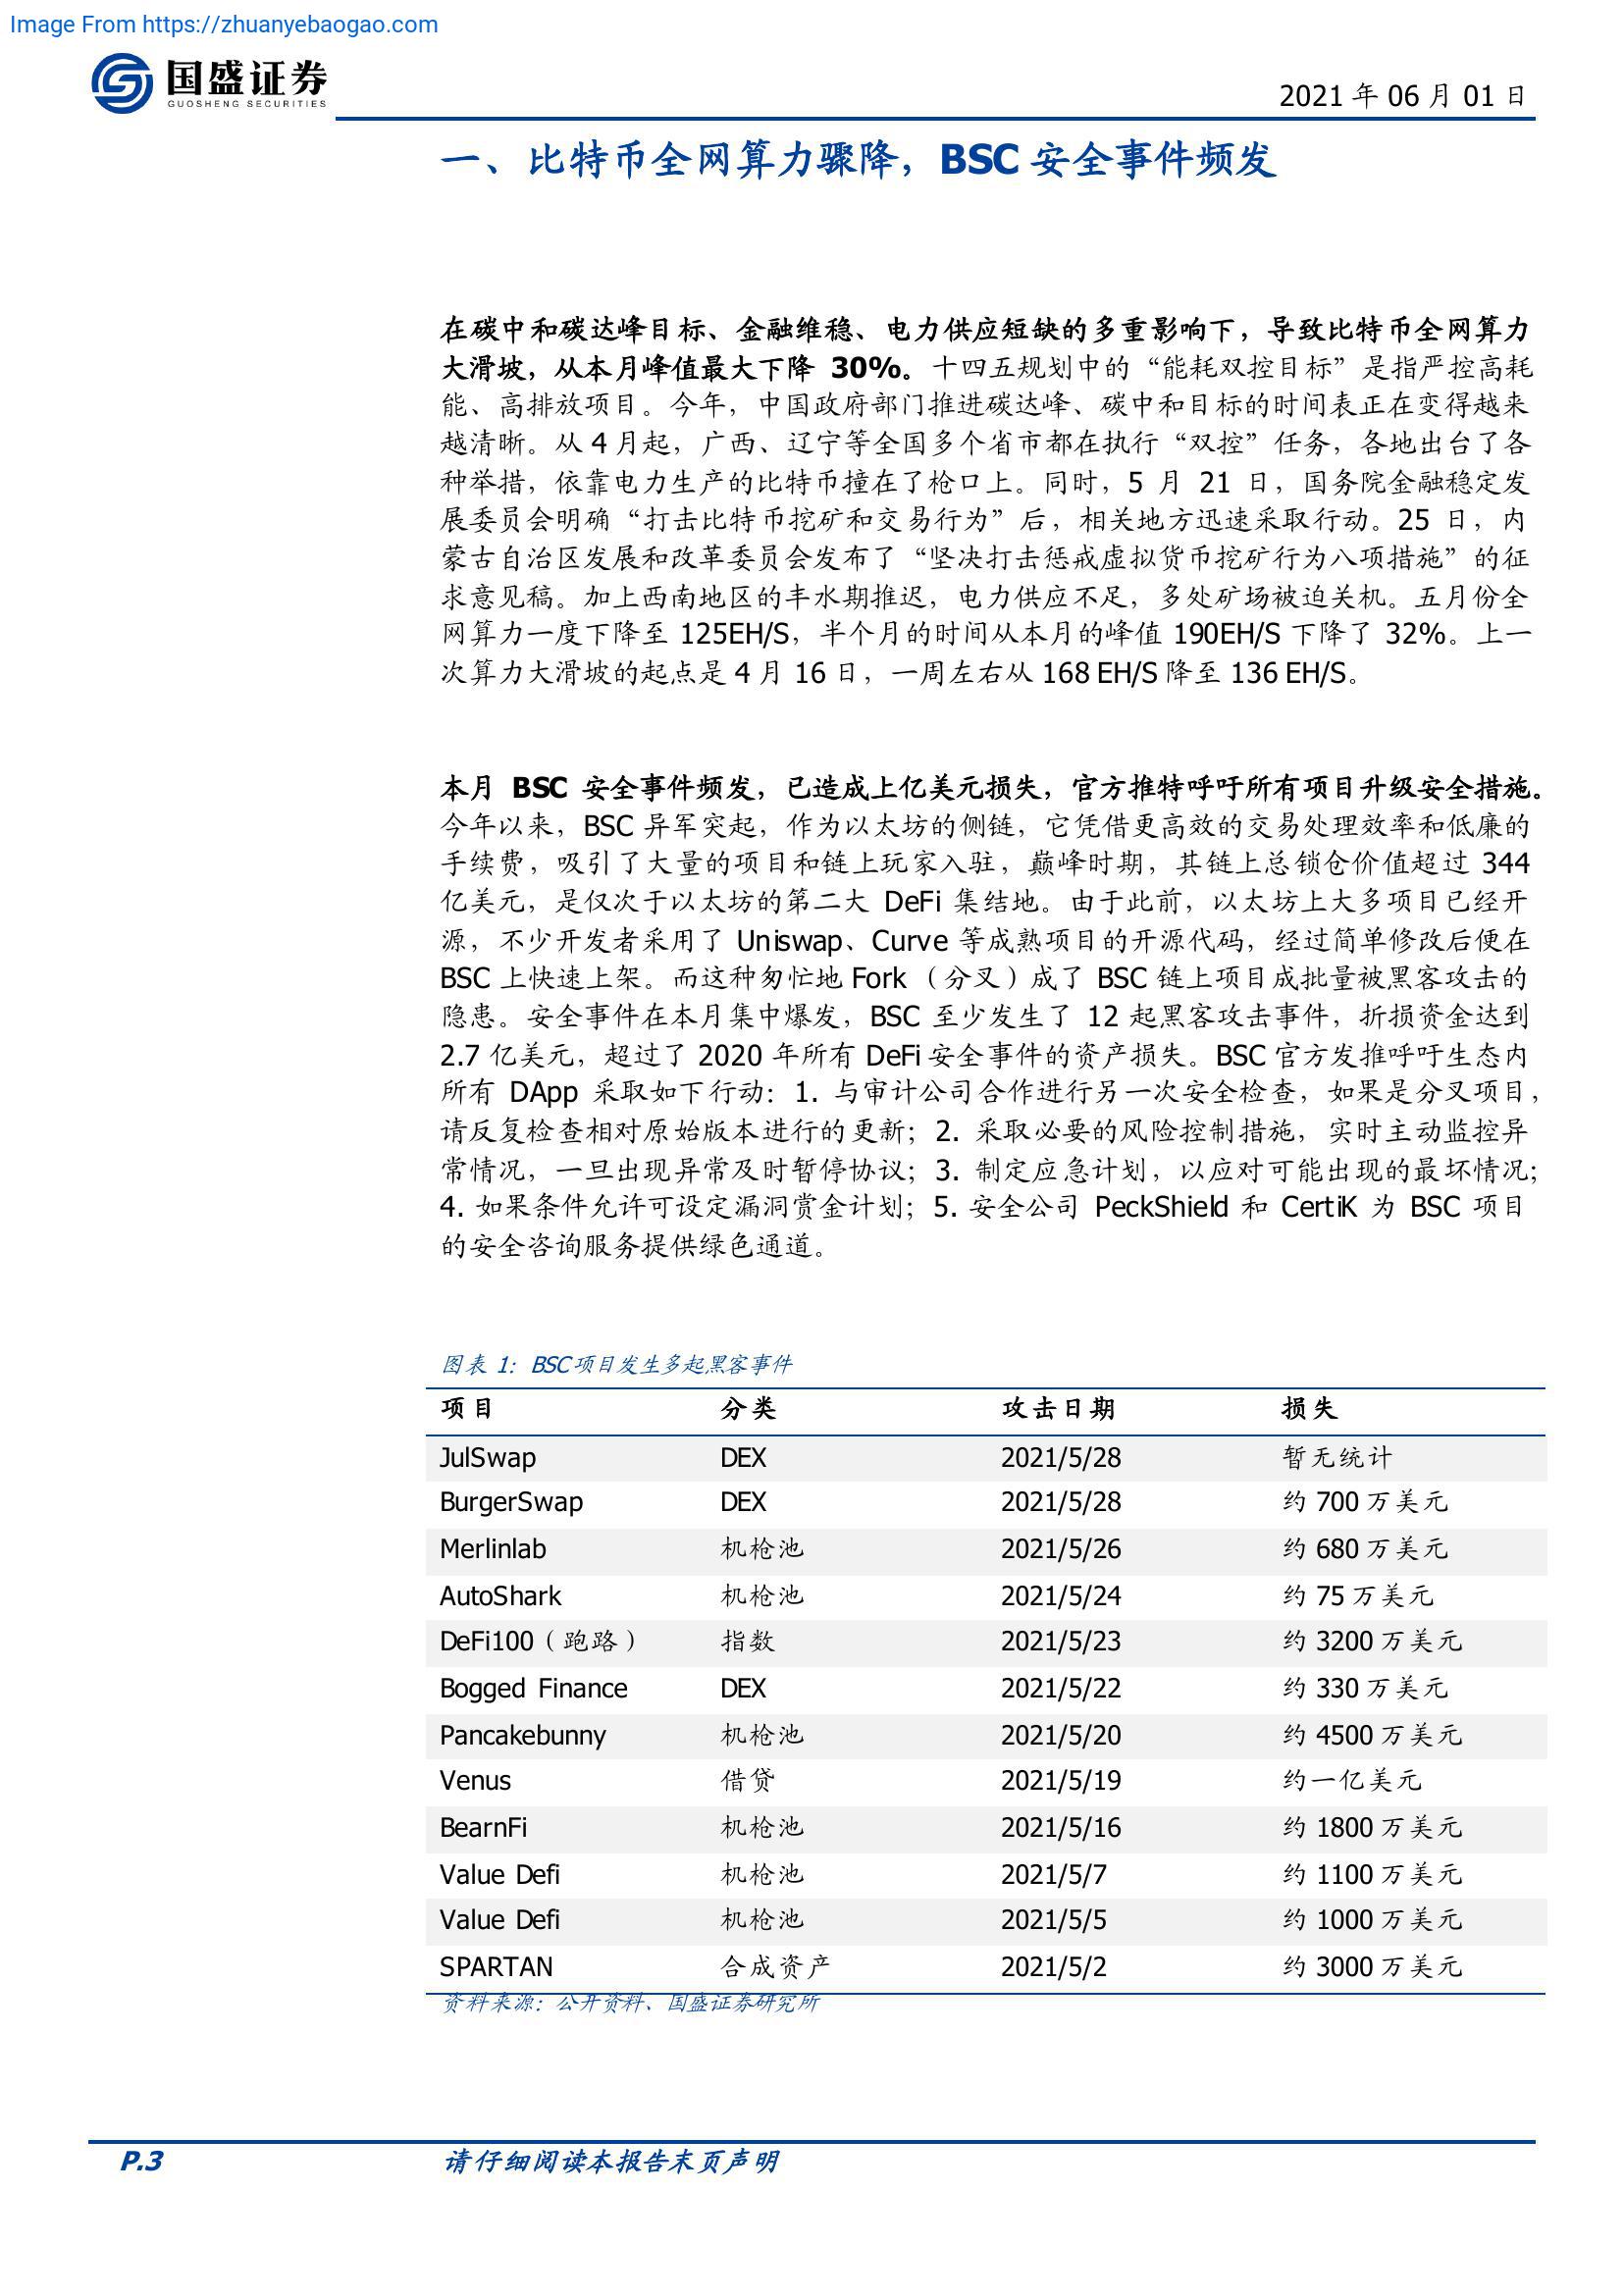 Image From https://zhuanyebaogao.com
国盛证券
GUOSHENG SECURITIES
2021 年 06 月 01 日
一、比特币全网算力骤降，BSC 安全事件频发
在碳中和碳达峰目标、金融维稳、电力供应短缺的多重影响下，导致比特币全网算力
大滑坡，从本月峰值最大下降 30%。十四五规划中的“能耗双控目标”是指严控高耗
能、高排放项目。今年，中国政府部门推进碳达峰、碳中和目标的时间表正在变得越来
越清晰。从 4 月起，广西、辽宁等全国多个省市都在执行“双控”任务，各地出台了各
种举措，依靠电力生产的比特币撞在了枪口上。同时，5 月 21 日，国务院金融稳定发
展委员会明确“打击比特币挖矿和交易行为”后，相关地方迅速采取行动。25 日，内
蒙古自治区发展和改革委员会发布了“坚决打击惩戒虚拟货币挖矿行为八项措施”的征
求意见稿。加上西南地区的丰水期推迟，电力供应不足，多处矿场被迫关机。五月份全
网算力一度下降至 125EH/S，半个月的时间从本月的峰值 190EH/S 下降了 32%。上一
次算力大滑坡的起点是 4 月 16 日，一周左右从 168 EH/S 降至 136 EH/S。
本月 BSC 安全事件频发，已造成上亿美元损失，官方推特呼吁所有项目升级安全措施。
今年以来，BSC 异军突起，作为以太坊的侧链，它凭借更高效的交易处理效率和低廉的
手续费，吸引了大量的项目和链上玩家入驻，巅峰时期，其链上总锁仓价值超过 344
亿美元，是仅次于以太坊的第二大 DeFi 集结地。由于此前，以太坊上大多项目已经开
源，不少开发者采用了 Uniswap、Curve 等成熟项目的开源代码，经过简单修改后便在
BSC 上快速上架。而这种匆忙地 Fork（分叉）成了 BSC 链上项目成批量被黑客攻击的
隐患。安全事件在本月集中爆发，BSC 至少发生了 12 起黑客攻击事件，折损资金达到
2.7 亿美元，超过了 2020 年所有 DeFi 安全事件的资产损失。BSC 官方发推呼吁生态内
所有 DApp 采取如下行动：1. 与审计公司合作进行另一次安全检查，如果是分叉项目，
请反复检查相对原始版本进行的更新；2. 采取必要的风险控制措施，实时主动监控异
常情况，一旦出现异常及时暂停协议；3. 制定应急计划，以应对可能出现的最坏情况；
4. 如果条件允许可设定漏洞赏金计划；5. 安全公司 PeckShield 和 CertiK 为 BSC 项目
的安全咨询服务提供绿色通道。
图表 1：BSC 项目发生多起黑客事件
项目 分类 攻击日期 损失
JulSwap DEX 2021/5/28 暂无统计
BurgerSwap DEX 2021/5/28 约 700 万美元
Merlinlab 机枪池 2021/5/26 约 680 万美元
AutoShark 机枪池 2021/5/24 约 75 万美元
DeFi100（跑路） 指数 2021/5/23 约 3200 万美元
Bogged Finance DEX 2021/5/22 约 330 万美元
Pancakebunny 机枪池 2021/5/20 约 4500 万美元
Venus 借贷 2021/5/19 约一亿美元
BearnFi 机枪池 2021/5/16 约 1800 万美元
Value Defi 机枪池 2021/5/7 约 1100 万美元
Value Defi 机枪池 2021/5/5 约 1000 万美元
SPARTAN 合成资产 2021/5/2 约 3000 万美元
资料来源：公开资料、国盛证券研究所
P.3 请仔细阅读本报告末页声明